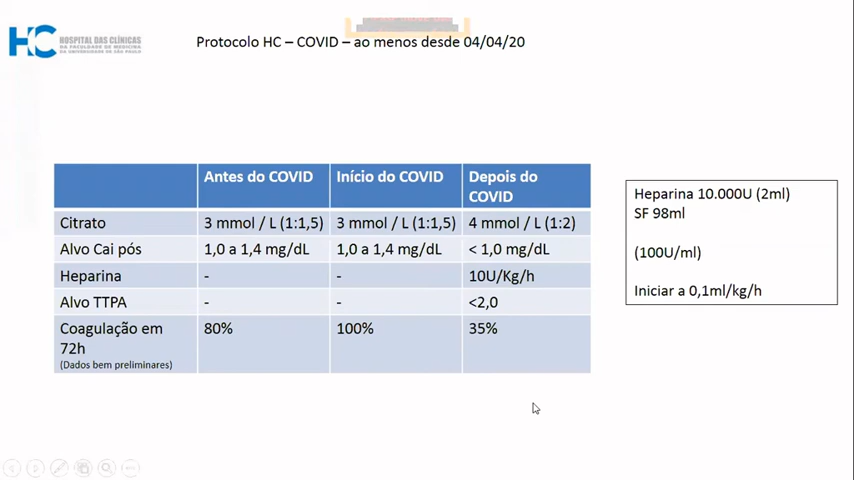 HC HOSPITAL DAS CLÍNICAS
DA FACULDADE DE MEDICINA
DA UNIVERSIDADE DE SÃO PAULO
Protocolo HC – COVID – ao menos desde 04/04/20
Antes do COVID Início do COVID Depois do
COVID
Citrato 3 mmol / L (1:1,5) 3 mmol / L (1:1,5) 4 mmol / L (1:2)
Alvo Cai pós 1,0 a 1,4 mg/dL 1,0 a 1,4 mg/dL < 1,0 mg/dL
Heparina - - 10U/Kg/h
Alvo TTPA - - <2,0
Coagulação em 80% 100% 35%
72h
(Dados bem preliminares)
Heparina 10.000U (2ml)
SF 98ml
(100U/ml)
Iniciar a 0,1ml/kg/h